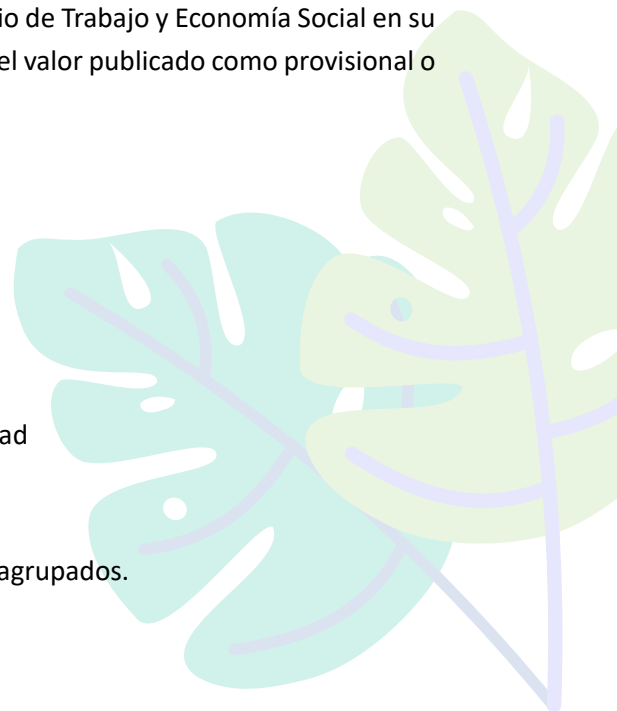 io de Trabajo y Economía Social en su
el valor publicado como provisional o
ad
agrupados.